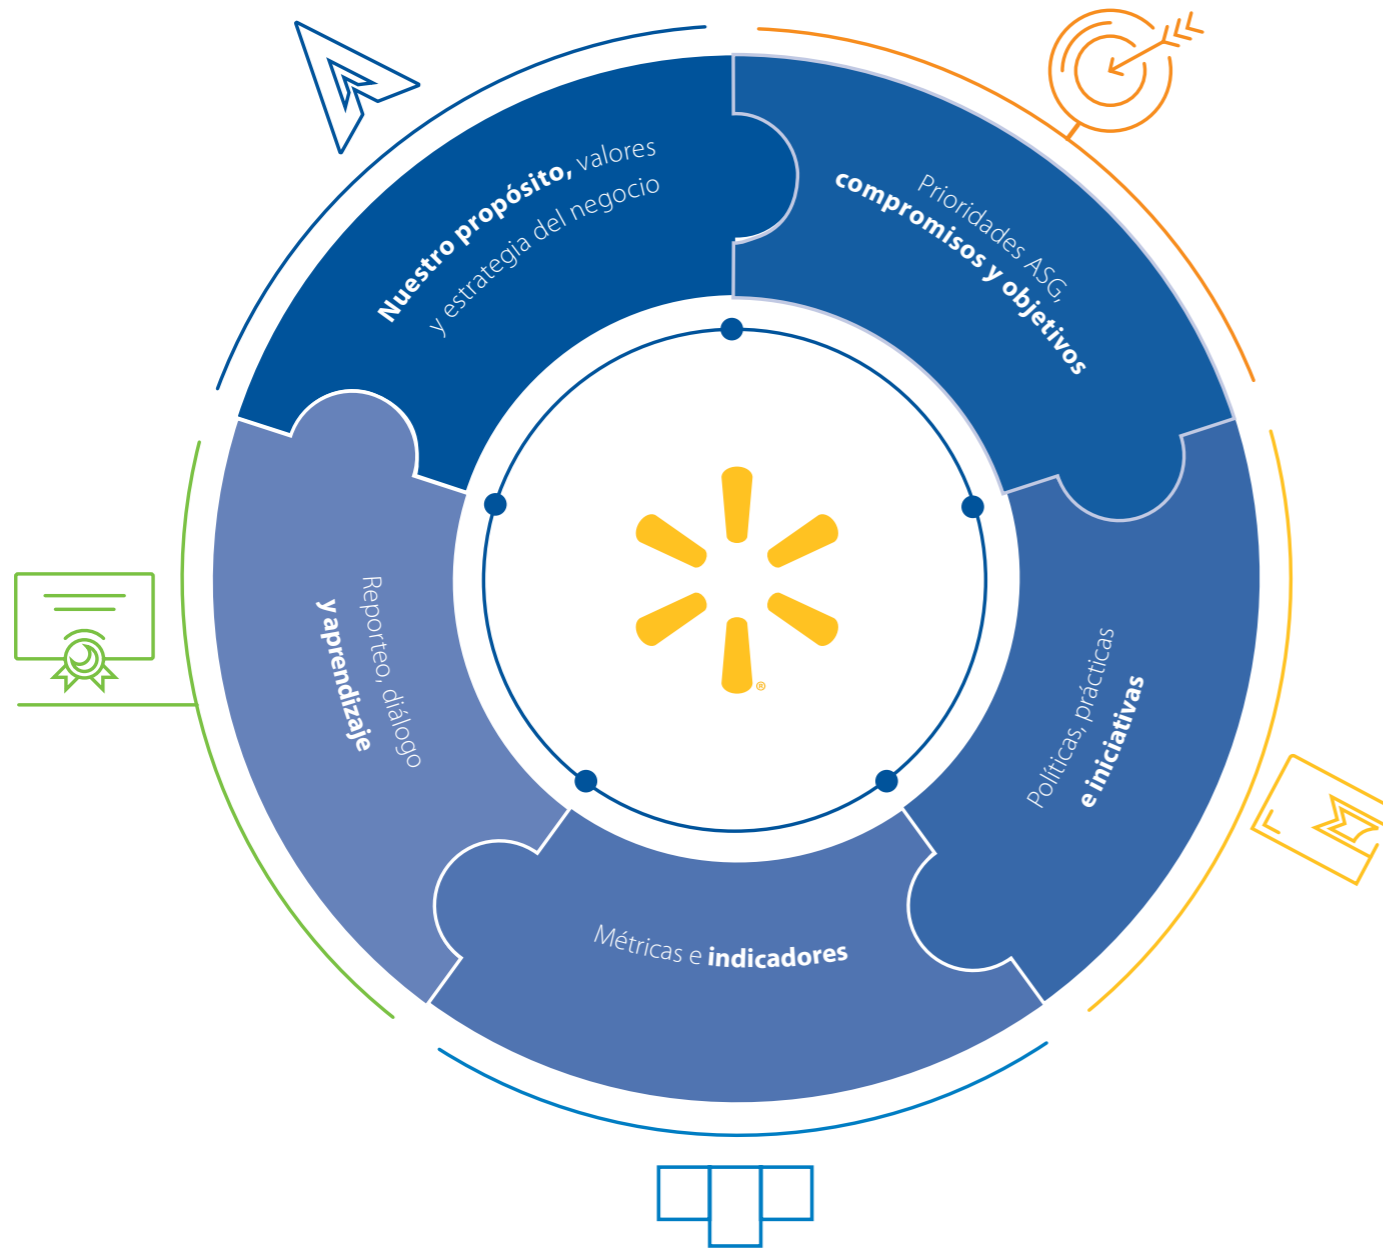 Nuestro propósito, valores
y estrategia del negocio
Prioridades ASG,
compromisos y objetivos
Políticas, prácticas
e iniciativas
Métricas e indicadores
Reporteo, diálogo
y aprendizaje
®